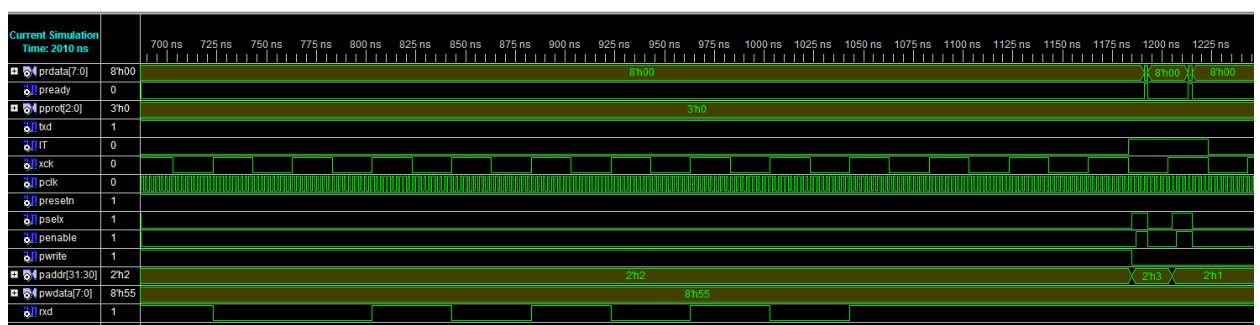 Current Simulation
Time: 2010 ns
700 ns 725 ns 750 ns 775 ns 800 ns 825 ns 850 ns 875 ns 900 ns 925 ns 950 ns 975 ns 1000 ns 1025 ns 1050 ns 1075 ns 1100 ns 1125 ns 1150 ns 1175 ns 1200 ns 1225 ns
prdata[7:0] 8'h00 8'h00 8'h00 8'h00
pready 0
pprot[2:0] 3'h0 3'h0
txd 1
IT 0
xck 0
pclk 0
presetn 1
pselx 1
penable 1
pwrite 1
paddr[31:30] 2'h2 2'h2 2'h3 2'h1
pwdata[7:0] 8'h55 8'h55
rxd 1